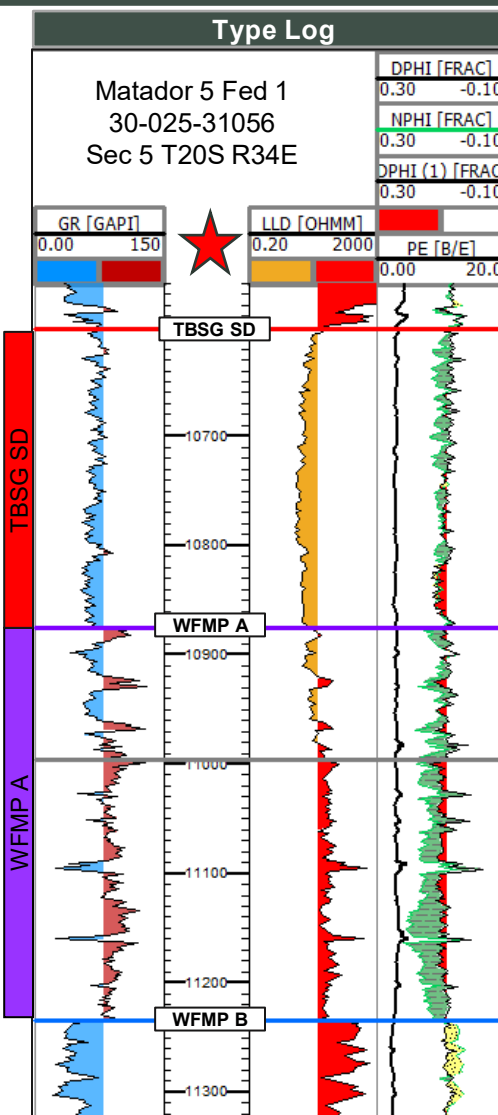 Type Log
Matador 5 Fed 1
30-025-31056
Sec 5 T20S R34E
DPHI [FRAC]
0.30 -0.10
NPHI [FRAC]
0.30 -0.10
DPHI (1) [FRAC
0.30 -0.10
GR [GAPI]
0.00 150
LLD [OHMM]
0.20 2000
PE [B/E]
0.00 20.0
TBSG SD
TBSG SD
10700
10800
WFMP A
10900
WFMP A
11000
11100
11200
WFMP B
11300